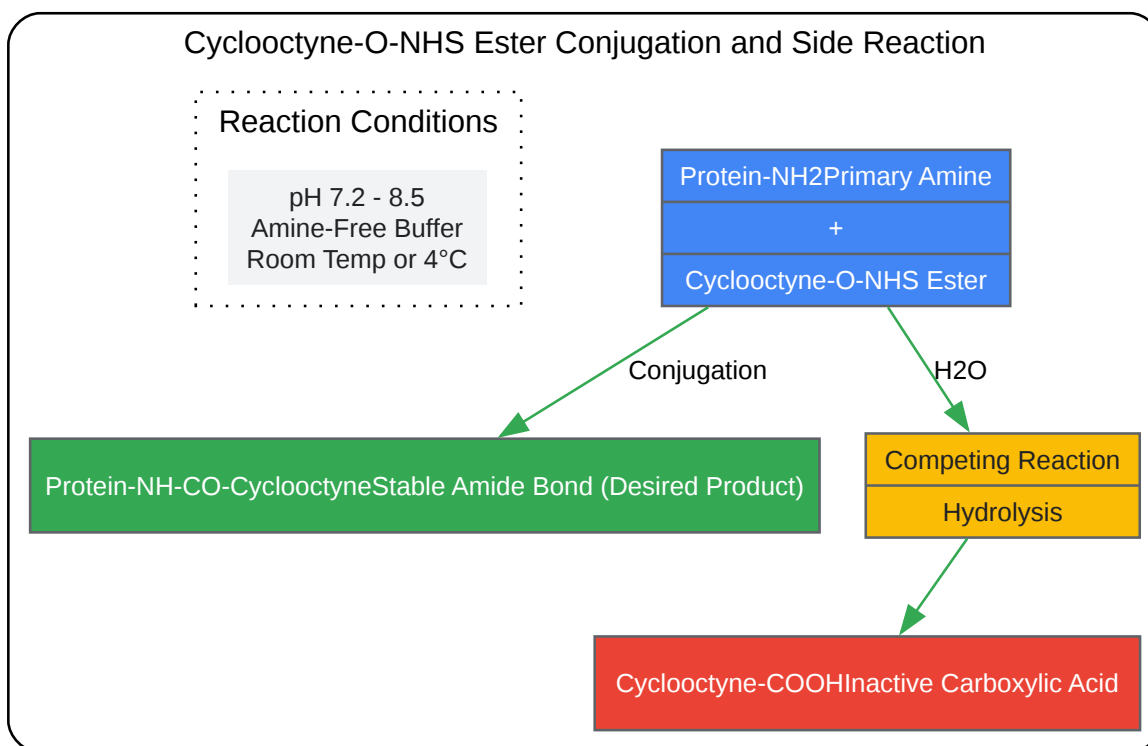 Cyclooctyne-O-NHS Ester Conjugation and Side Reaction
Reaction Conditions
pH 7.2 - 8.5
Amine-Free Buffer
Room Temp or 4°C
Protein-NH2Primary Amine
+
Cyclooctyne-O-NHS Ester
Conjugation
H2O
Protein-NH-CO-CyclooctyneStable Amide Bond (Desired Product)
Competing Reaction
Hydrolysis
Cyclooctyne-COOHInactive Carboxylic Acid